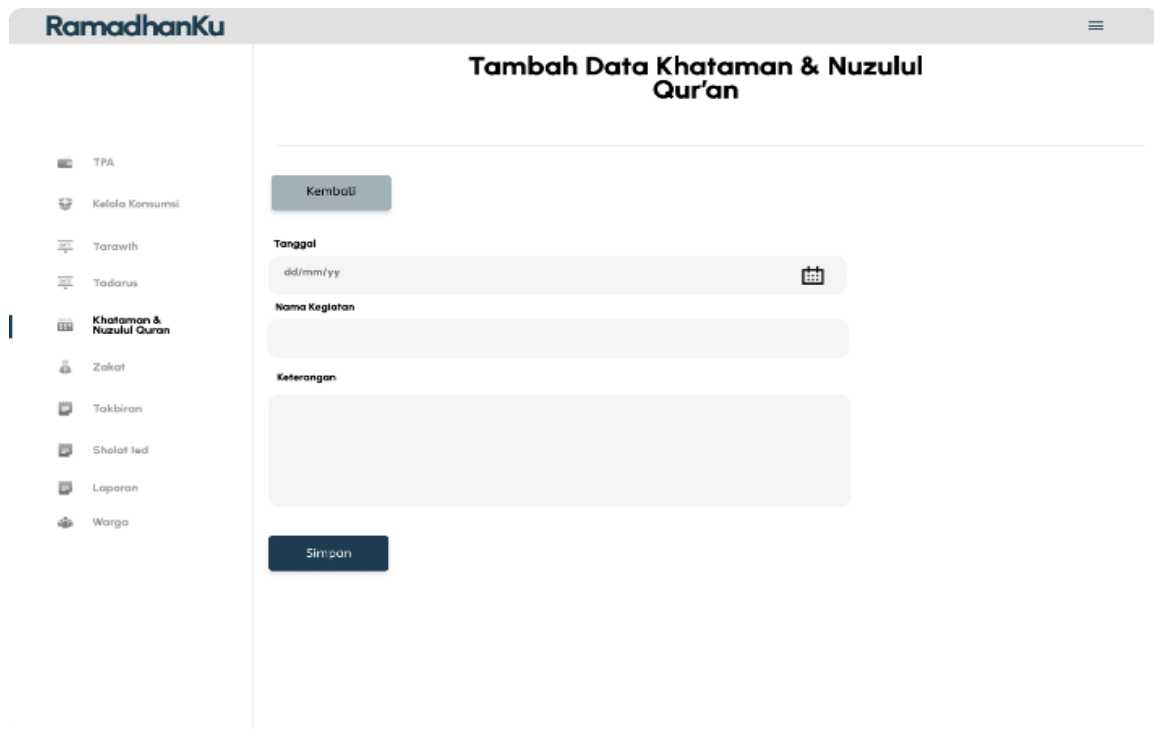 RamadhanKu
Tambah Data Khataman & Nuzulul
Qur'an
TPA
Kelola Konsumsi
Tarawih
Tadarus
Khataman &
Nuzulul Quran
Zakat
Takbiran
Sholat Ied
Laporan
Warga
Kembali
Tanggal
dd/mm/yy
Nama Kegiatan
Keterangan
Simpan